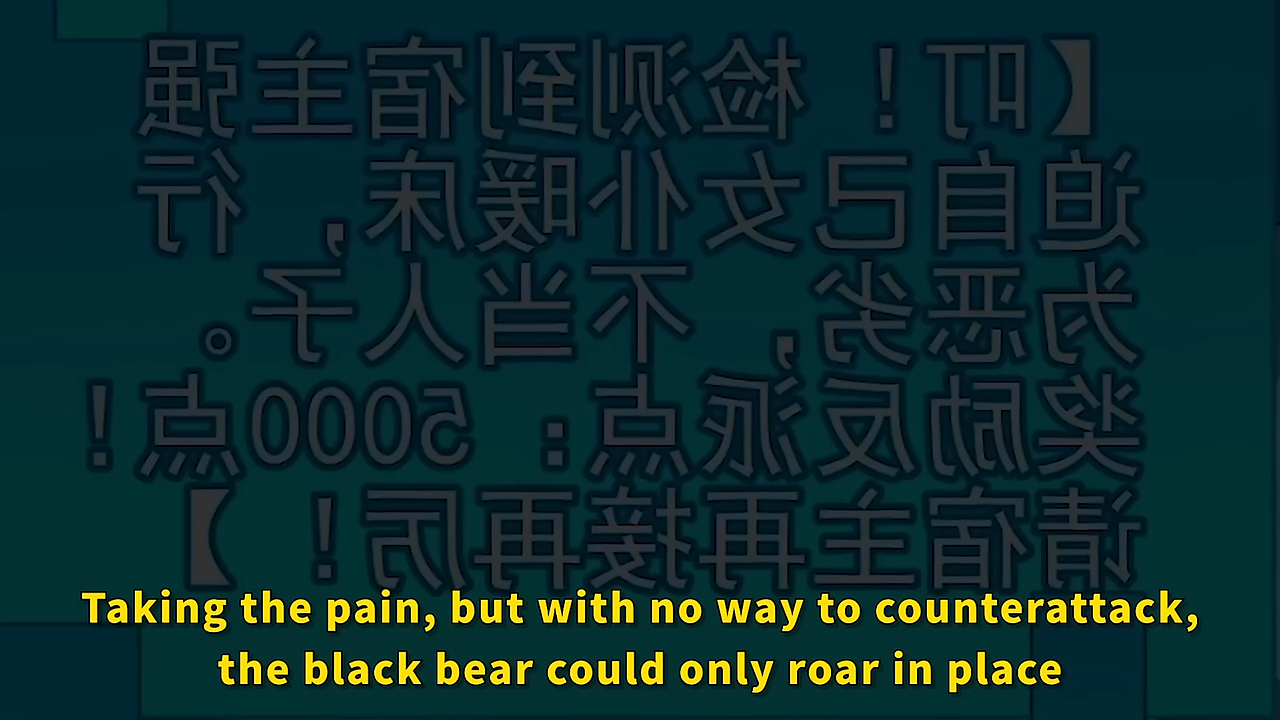 【叮！检测到宿主强
迫自己女仆暖床，行
为恶劣，不当人子。
奖励反派点：5000点！
请宿主再接再厉！】
Taking the pain, but with no way to counterattack,
the black bear could only roar in place